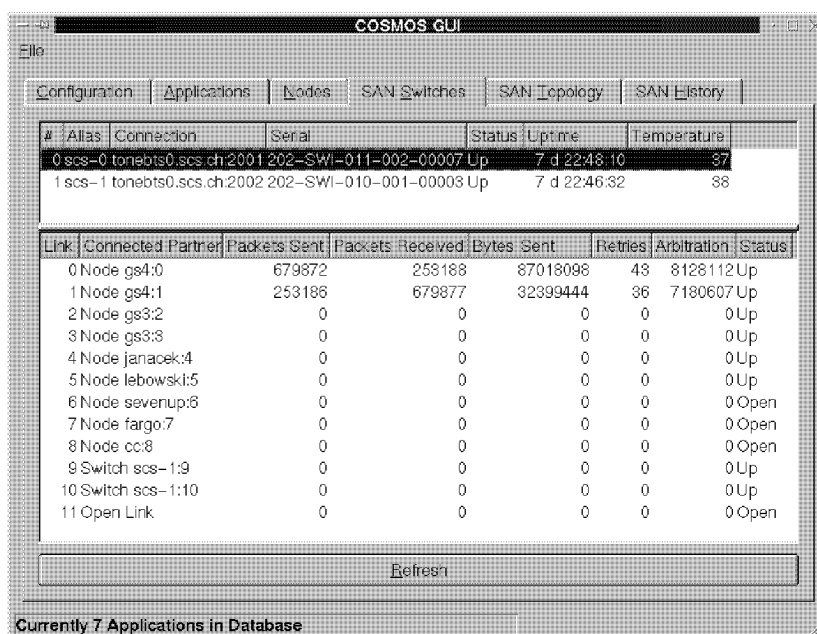 COSMOS GUI
File
Configuration Applications Nodes SAN Switches SAN Topology SAN History
# Alias Connection Serial Status Uptime Temperature
0 scs-0 tonebts0.scs.ch:2001 202-SWI-011-002-00007 Up 7 d 22:48:10 37
1 scs-1 tonebts0.scs.ch:2002 202-SWI-010-001-00003 Up 7 d 22:46:32 38
Link Connected Partner Packets Sent Packets Received Bytes Sent Retries Arbitration Status
0 Node gs4:0 679872 253188 87018098 43 8128112 Up
1 Node gs4:1 253186 679877 32399444 36 7180607 Up
2 Node gs3:2 0 0 0 0 0 Up
3 Node gs3:3 0 0 0 0 0 Up
4 Node janacek:4 0 0 0 0 0 Up
5 Node lebowski:5 0 0 0 0 0 Up
6 Node sevenup:6 0 0 0 0 0 Open
7 Node fargo:7 0 0 0 0 0 Open
8 Node cc:8 0 0 0 0 0 Open
9 Switch scs-1:9 0 0 0 0 0 Up
10 Switch scs-1:10 0 0 0 0 0 Up
11 Open Link 0 0 0 0 0 Open
Refresh
Currently 7 Applications in Database